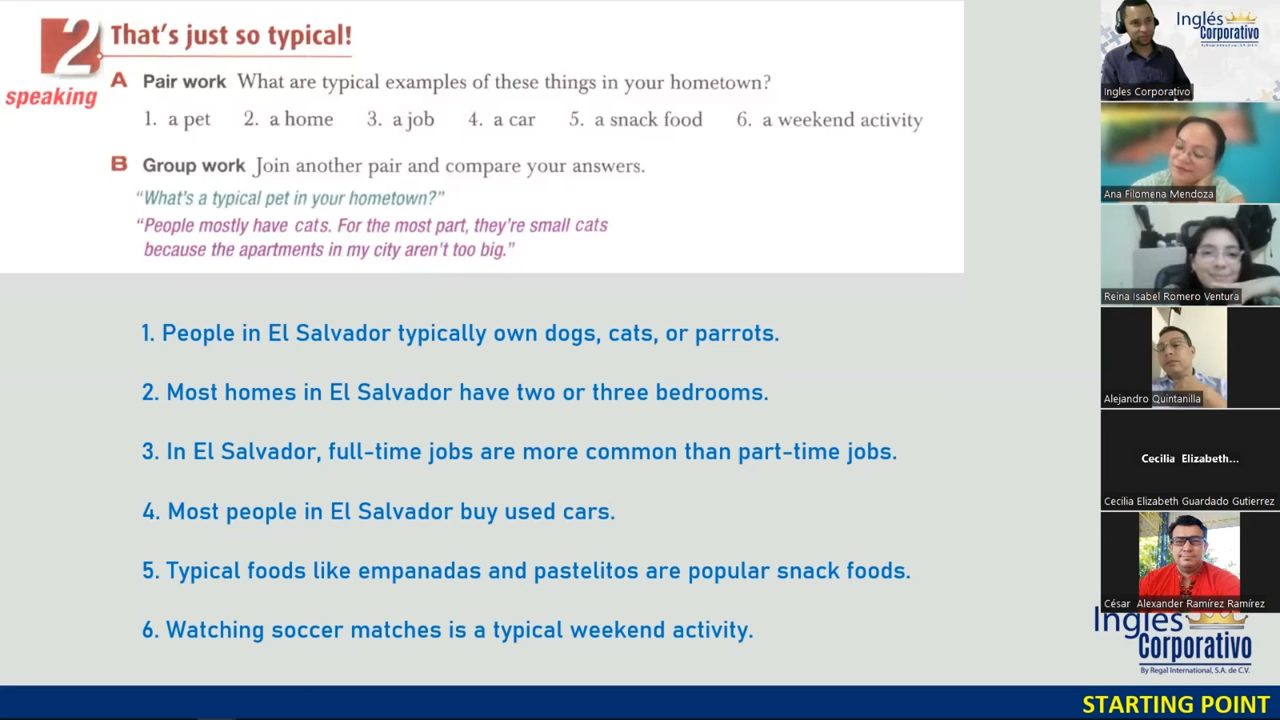 2
speaking
That's just so typical!
A Pair work What are typical examples of these things in your hometown?
1. a pet 2. a home 3. a job 4. a car 5. a snack food 6. a weekend activity
B Group work Join another pair and compare your answers.
"What's a typical pet in your hometown?"
"People mostly have cats. For the most part, they're small cats
because the apartments in my city aren't too big."
1. People in El Salvador typically own dogs, cats, or parrots.
2. Most homes in El Salvador have two or three bedrooms.
3. In El Salvador, full-time jobs are more common than part-time jobs.
4. Most people in El Salvador buy used cars.
5. Typical foods like empanadas and pastelitos are popular snack foods.
6. Watching soccer matches is a typical weekend activity.
Inglés
Corporativo
By Regal International, S.A. de C.V.
Ingles Corporativo
Ana Filomena Mendoza
Reina Isabel Romero Ventura
Alejandro Quintanilla
Cecilia Elizabeth...
Cecilia Elizabeth Guardado Gutierrez
César Alexander Ramírez Ramírez
Inglés
Corporativo
By Regal International, S.A. de C.V.
STARTING POINT